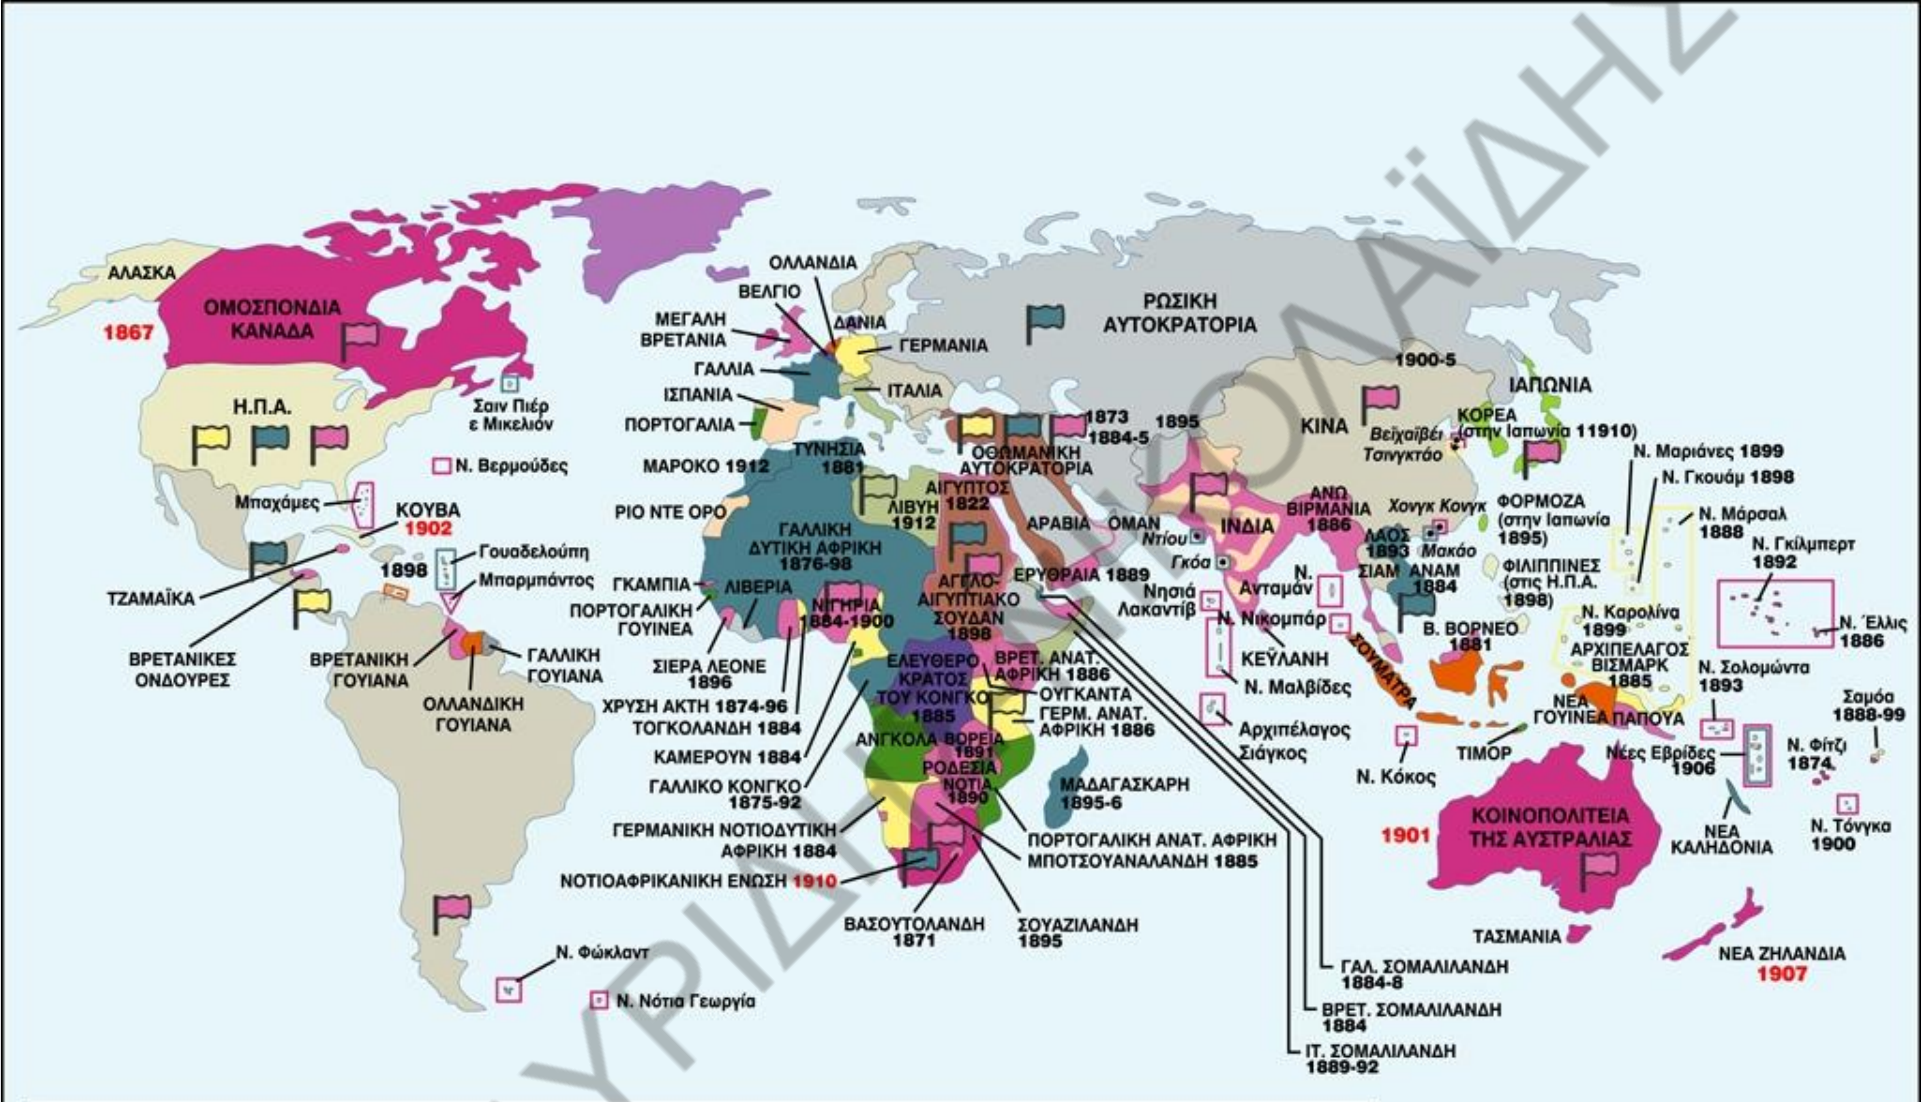 ΑΛΑΣΚΑ
1867
ΟΜΟΣΠΟΝΔΙΑ
ΚΑΝΑΔΑ
Η.Π.Α.
Σαιν Πιέρ
ε Μικελιόν
Ν. Βερμούδες
Μπαχάμες
ΚΟΥΒΑ
1902
Γουαδελούπη
1898
Μπαρμπάντος
ΤΖΑΜΑΪΚΑ
ΒΡΕΤΑΝΙΚΕΣ
ΟΝΔΟΥΡΕΣ
ΒΡΕΤΑΝΙΚΗ
ΓΟΥΙΑΝΑ
ΓΑΛΛΙΚΗ
ΓΟΥΙΑΝΑ
ΟΛΛΑΝΔΙΚΗ
ΓΟΥΙΑΝΑ
Ν. Φώκλαντ
Ν. Νότια Γεωργία
ΟΛΛΑΝΔΙΑ
ΒΕΛΓΙΟ
ΜΕΓΑΛΗ
ΒΡΕΤΑΝΙΑ
ΔΑΝΙΑ
ΓΕΡΜΑΝΙΑ
ΓΑΛΛΙΑ
ΙΤΑΛΙΑ
ΙΣΠΑΝΙΑ
ΠΟΡΤΟΓΑΛΙΑ
ΤΥΝΗΣΙΑ
1881
ΜΑΡΟΚΟ 1912
ΡΙΟ ΝΤΕ ΟΡΟ
ΛΙΒΥΗ
1912
ΑΙΓΥΠΤΟΣ
1822
ΓΑΛΛΙΚΗ
ΔΥΤΙΚΗ ΑΦΡΙΚΗ
1876-98
ΓΚΑΜΠΙΑ
ΛΙΒΕΡΙΑ
ΠΟΡΤΟΓΑΛΙΚΗ
ΓΟΥΙΝΕΑ
ΝΙΓΗΡΙΑ
1884-1900
ΑΓΓΛΟ-
ΑΙΓΥΠΤΙΑΚΟ
ΣΟΥΔΑΝ
1898
ΕΡΥΘΡΑΙΑ 1889
ΣΙΕΡΑ ΛΕΟΝΕ
1896
ΧΡΥΣΗ ΑΚΤΗ 1874-96
ΤΟΓΚΟΛΑΝΔΗ 1884
ΚΑΜΕΡΟΥΝ 1884
ΓΑΛΛΙΚΟ ΚΟΝΓΚΟ
1875-92
ΕΛΕΥΘΕΡΟ
ΚΡΑΤΟΣ
ΤΟΥ ΚΟΝΓΚΟ
1885
ΒΡΕΤ. ΑΝΑΤ.
ΑΦΡΙΚΗ 1886
ΟΥΓΚΑΝΤΑ
ΓΕΡΜ. ΑΝΑΤ.
ΑΦΡΙΚΗ 1886
ΑΝΓΚΟΛΑ
ΒΟΡΕΙΑ
1891
ΡΟΔΕΣΙΑ
ΝΟΤΙΑ
1890
ΜΑΔΑΓΑΣΚΑΡΗ
1895-6
ΓΕΡΜΑΝΙΚΗ ΝΟΤΙΟΔΥΤΙΚΗ
ΑΦΡΙΚΗ 1884
ΠΟΡΤΟΓΑΛΙΚΗ ΑΝΑΤ. ΑΦΡΙΚΗ
ΜΠΟΤΣΟΥΑΝΑΛΑΝΔΗ 1885
ΝΟΤΙΟΑΦΡΙΚΑΝΙΚΗ ΕΝΩΣΗ 1910
ΒΑΣΟΥΤΟΛΑΝΔΗ
1871
ΣΟΥΑΖΙΛΑΝΔΗ
1895
ΓΑΛ. ΣΟΜΑΛΙΛΑΝΔΗ
1884-8
ΒΡΕΤ. ΣΟΜΑΛΙΛΑΝΔΗ
1884
ΙΤ. ΣΟΜΑΛΙΛΑΝΔΗ
1889-92
ΡΩΣΙΚΗ
ΑΥΤΟΚΡΑΤΟΡΙΑ
1873
1884-5
1895
ΟΘΩΜΑΝΙΚΗ
ΑΥΤΟΚΡΑΤΟΡΙΑ
ΑΡΑΒΙΑ
ΟΜΑΝ
Ντίου
Γκόα
ΙΝΔΙΑ
ΚΙΝΑ
1900-5
Βεϊχαϊβέι
Τσινγκτάο
ΙΑΠΩΝΙΑ
ΚΟΡΕΑ
(στην Ιαπωνία 11910)
ΑΝΩ
ΒΙΡΜΑΝΙΑ
1886
Χονγκ Κονγκ
Μακάο
ΛΑΟΣ
1893
ΣΙΑΜ
ΑΝΑΜ
1884
ΦΟΡΜΟΖΑ
(στην Ιαπωνία
1895)
ΦΙΛΙΠΠΙΝΕΣ
(στις Η.Π.Α.
1898)
Ν. Μαριάνες 1899
Ν. Γκουάμ 1898
Ν. Μάρσαλ
1888
Ν. Γκίλμπερτ
1892
Ν. Έλλις
1886
Νησιά
Λακαντίβ
Ν.
Ανταμάν
Ν. Νικομπάρ
ΚΕΫΛΑΝΗ
Ν. Μαλβίδες
Αρχιπέλαγος
Σιάγκος
Ν. Κόκος
ΣΟΥΜΑΤΡΑ
Β. ΒΟΡΝΕΟ
1881
Ν. Καρολίνα
1899
ΑΡΧΙΠΕΛΑΓΟΣ
ΒΙΣΜΑΡΚ
1885
ΝΕΑ
ΓΟΥΙΝΕΑ
ΠΑΠΟΥΑ
ΤΙΜΟΡ
Ν. Σολομώντα
1893
Σαμόα
1888-99
Νέες Εβρίδες
1906
Ν. Φίτζι
1874
Ν. Τόνγκα
1900
ΝΕΑ
ΚΑΛΗΔΟΝΙΑ
1901
ΚΟΙΝΟΠΟΛΙΤΕΙΑ
ΤΗΣ ΑΥΣΤΡΑΛΙΑΣ
ΤΑΣΜΑΝΙΑ
ΝΕΑ ΖΗΛΑΝΔΙΑ
1907